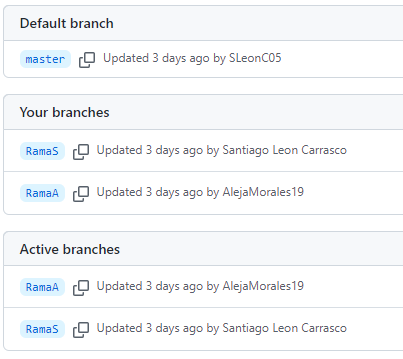 Default branch
master Updated 3 days ago by SLeonC05
Your branches
RamaS Updated 3 days ago by Santiago Leon Carrasco
RamaA Updated 3 days ago by AlejaMorales19
Active branches
RamaA Updated 3 days ago by AlejaMorales19
RamaS Updated 3 days ago by Santiago Leon Carrasco